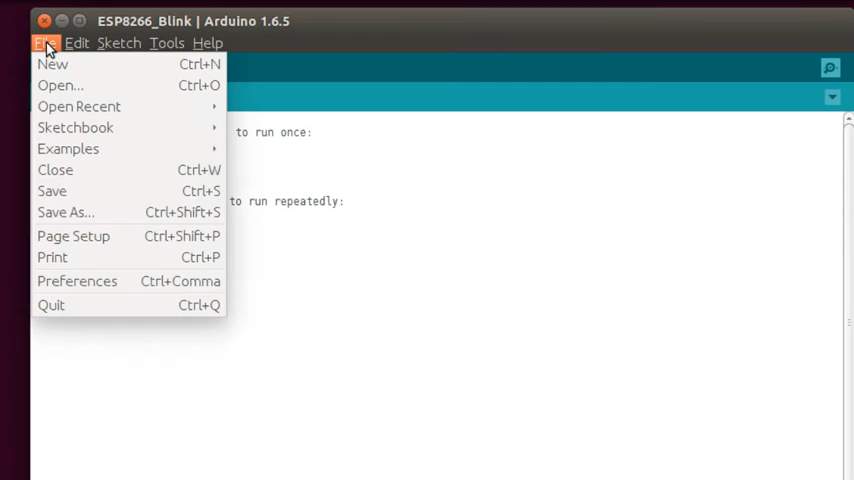 ESP8266_Blink | Arduino 1.6.5
File Edit Sketch Tools Help
New Ctrl+N
Open... Ctrl+O
Open Recent
Sketchbook
Examples
Close Ctrl+W
Save Ctrl+S
Save As... Ctrl+Shift+S
Page Setup Ctrl+Shift+P
Print Ctrl+P
Preferences Ctrl+Comma
Quit Ctrl+Q
to run once:
to run repeatedly: